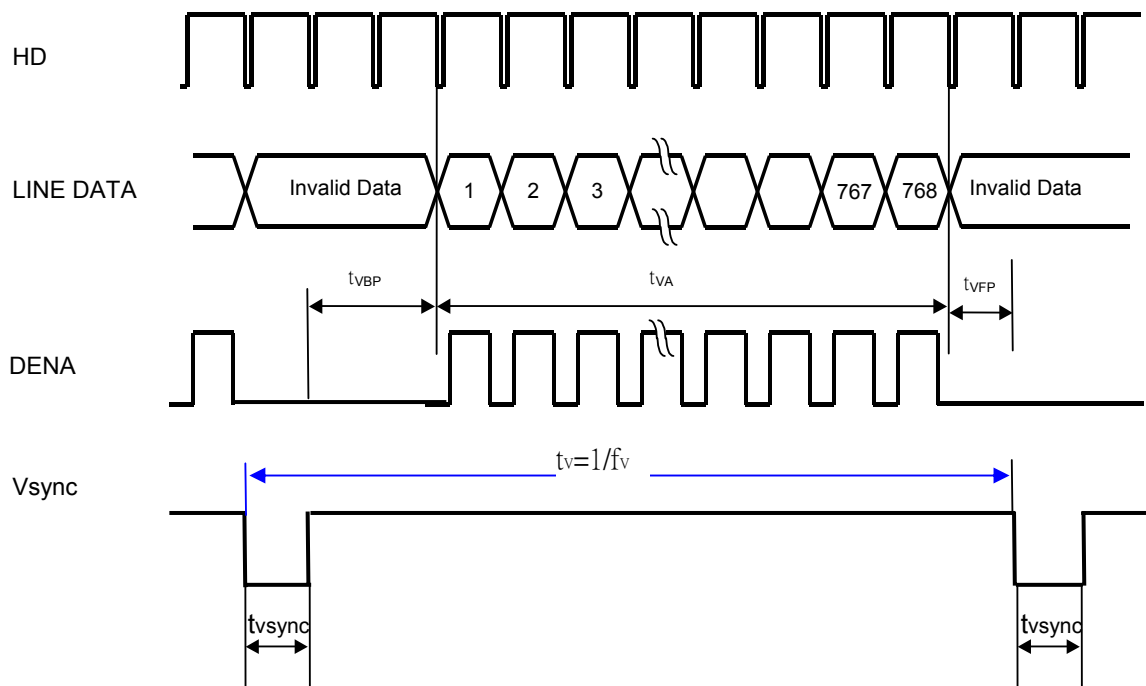 HD
LINE DATA
Invalid Data 1 2 3 767 768 Invalid Data
tVBP tVA tVFP
DENA
tv=1/fv
Vsync
tvsync tvsync